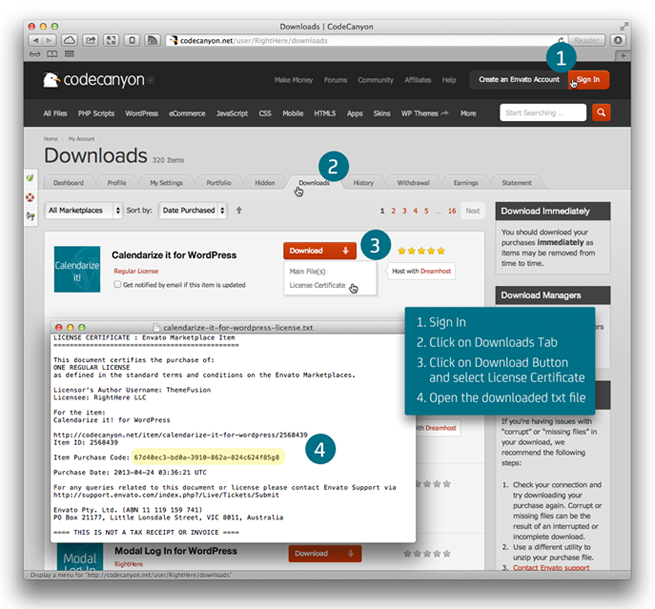 Downloads | CodeCanyon
codecanyon.net/user/RightHere/downloads
Reader
1
codecanyon
Make Money Forums Community Affiliates Help
Create an Envato Account Sign In
All Files PHP Scripts WordPress eCommerce JavaScript CSS Mobile HTML5 Apps Skins WP Themes More
Start Searching ...
Home My Account
Downloads 320 Items
2
Dashboard Profile My Settings Portfolio Hidden Downloads History Withdrawal Earnings Statement
All Marketplaces Sort by: Date Purchased
1 2 3 4 5 ... 16 Next
Calendarize it!
Calendarize it for WordPress
Regular License
Get notified by email if this item is updated
Download
3
Main File(s)
License Certificate
Host with Dreamhost
Download Immediately
You should download your
purchases immediately as
items may be removed from
time to time.
Download Managers
1. Sign In
2. Click on Downloads Tab
3. Click on Download Button
and select License Certificate
4. Open the downloaded txt file
calendarize-it-for-wordpress-license.txt
LICENSE CERTIFICATE : Envato Marketplace Item
==============================================
This document certifies the purchase of:
ONE REGULAR LICENSE
as defined in the standard terms and conditions on the Envato Marketplaces.
Licensor's Author Username: ThemeFusion
Licensee: RightHere LLC
For the item:
Calendarize it! for WordPress
http://codecanyon.net/item/calendarize-it-for-wordpress/2568439
Item ID: 2568439
Item Purchase Code: 67d40ec3-bd0a-3910-862a-824c624f85g8
4
Purchase Date: 2013-04-24 03:36:21 UTC
For any queries related to this document or license please contact Envato Support via
http://support.envato.com/index.php?/Live/Tickets/Submit
Envato Pty. Ltd. (ABN 11 119 159 741)
PO Box 21177, Little Lonsdale Street, VIC 8011, Australia
==== THIS IS NOT A TAX RECEIPT OR INVOICE ====
with Dreamhost
If you're having issues with
"corrupt" or "missing files" in
your download, we
recommend the following
steps:
1. Check your connection and
try downloading your
purchase again. Corrupt or
missing files can be the
result of an interrupted or
incomplete download.
2. Use a different utility to
unzip your purchase file.
3. Contact Envato support
Modal
Log In
Modal Log In for WordPress
RightHere
Download
Display a menu for "http://codecanyon.net/user/RightHere/downloads"